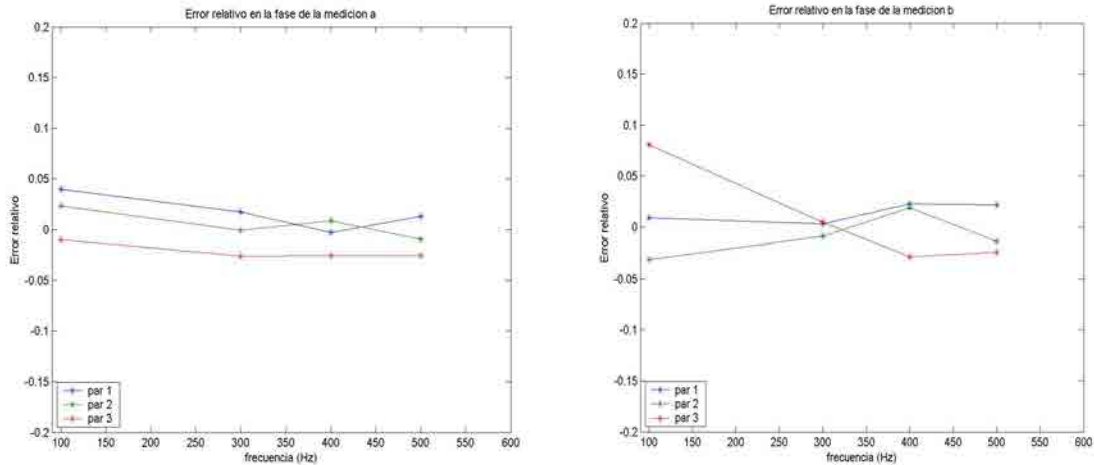 Error relativo en la fase de la medicion a
0.2
0.15
0.1
0.05
0
-0.05
-0.1
-0.15
-0.2
Error relativo
par 1
par 2
par 3
100 150 200 250 300 350 400 450 500 550 600
frecuencia (Hz)
Error relativo en la fase de la medicion b
0.2
0.15
0.1
0.05
0
-0.05
-0.1
-0.15
-0.2
Error relativo
par 1
par 2
par 3
100 150 200 250 300 350 400 450 500 550 600
frecuencia (Hz)